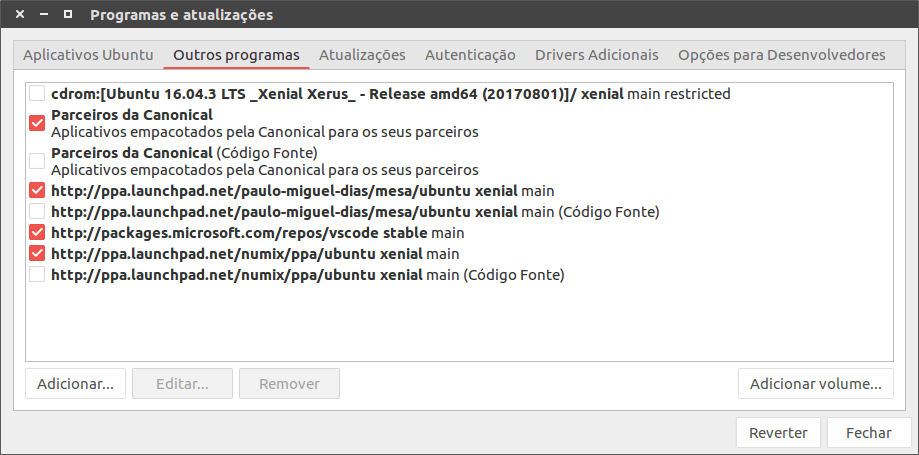 Programas e atualizações
Aplicativos Ubuntu Outros programas Atualizações Autenticação Drivers Adicionais Opções para Desenvolvedores
cdrom:[Ubuntu 16.04.3 LTS _Xenial Xerus_ - Release amd64 (20170801)]/ xenial main restricted
Parceiros da Canonical
Aplicativos empacotados pela Canonical para os seus parceiros
Parceiros da Canonical (Código Fonte)
Aplicativos empacotados pela Canonical para os seus parceiros
http://ppa.launchpad.net/paulo-miguel-dias/mesa/ubuntu xenial main
http://ppa.launchpad.net/paulo-miguel-dias/mesa/ubuntu xenial main (Código Fonte)
http://packages.microsoft.com/repos/vscode stable main
http://ppa.launchpad.net/numix/ppa/ubuntu xenial main
http://ppa.launchpad.net/numix/ppa/ubuntu xenial main (Código Fonte)
Adicionar... Editar... Remover Adicionar volume...
Reverter Fechar